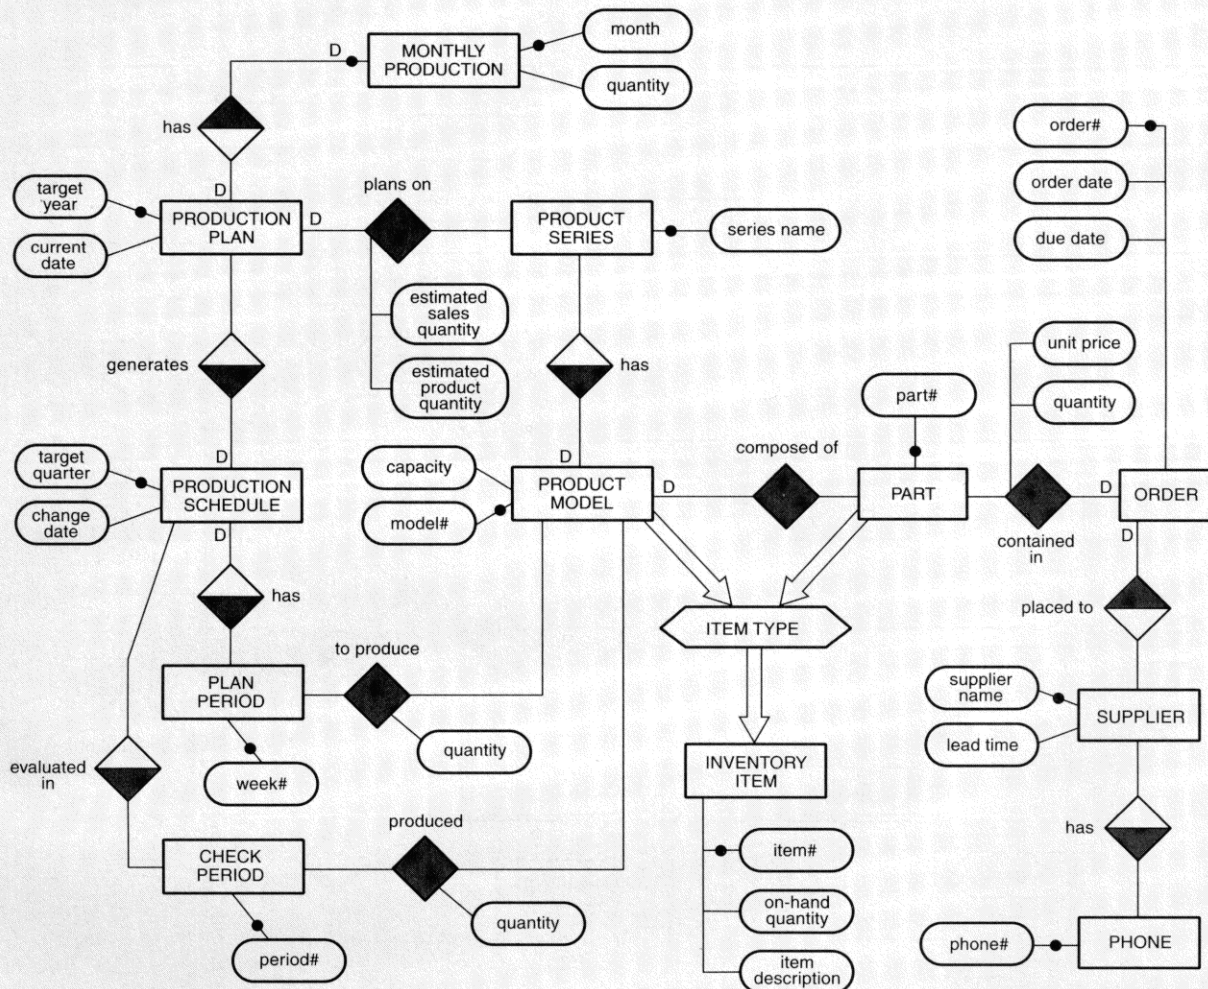 month
D
MONTHLY
PRODUCTION
quantity
has
order#
target
year
D
plans on
order date
PRODUCTION
PLAN
D
PRODUCT
SERIES
series name
current
date
due date
estimated
sales
quantity
generates
has
unit price
estimated
product
quantity
part#
quantity
target
quarter
D
capacity
D
composed of
PRODUCTION
SCHEDULE
PRODUCT
MODEL
D
PART
D
ORDER
change
date
model#
D
contained
in
D
has
placed to
ITEM TYPE
to produce
PLAN
PERIOD
supplier
name
SUPPLIER
quantity
lead time
evaluated
in
week#
INVENTORY
ITEM
produced
has
CHECK
PERIOD
item#
quantity
on-hand
quantity
period#
phone#
PHONE
item
description